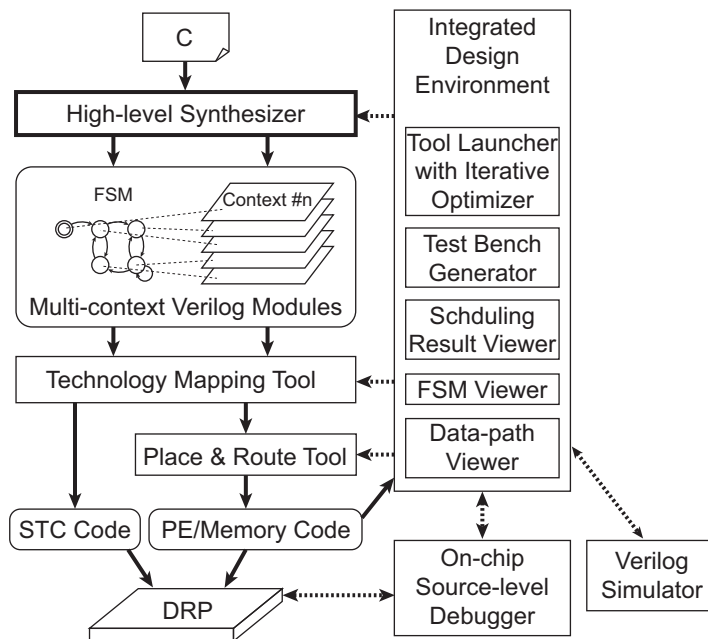 C
High-level Synthesizer
FSM
Context #n
Multi-context Verilog Modules
Technology Mapping Tool
Place & Route Tool
STC Code
PE/Memory Code
DRP
Integrated
Design
Environment
Tool Launcher
with Iterative
Optimizer
Test Bench
Generator
Schduling
Result Viewer
FSM Viewer
Data-path
Viewer
On-chip
Source-level
Debugger
Verilog
Simulator